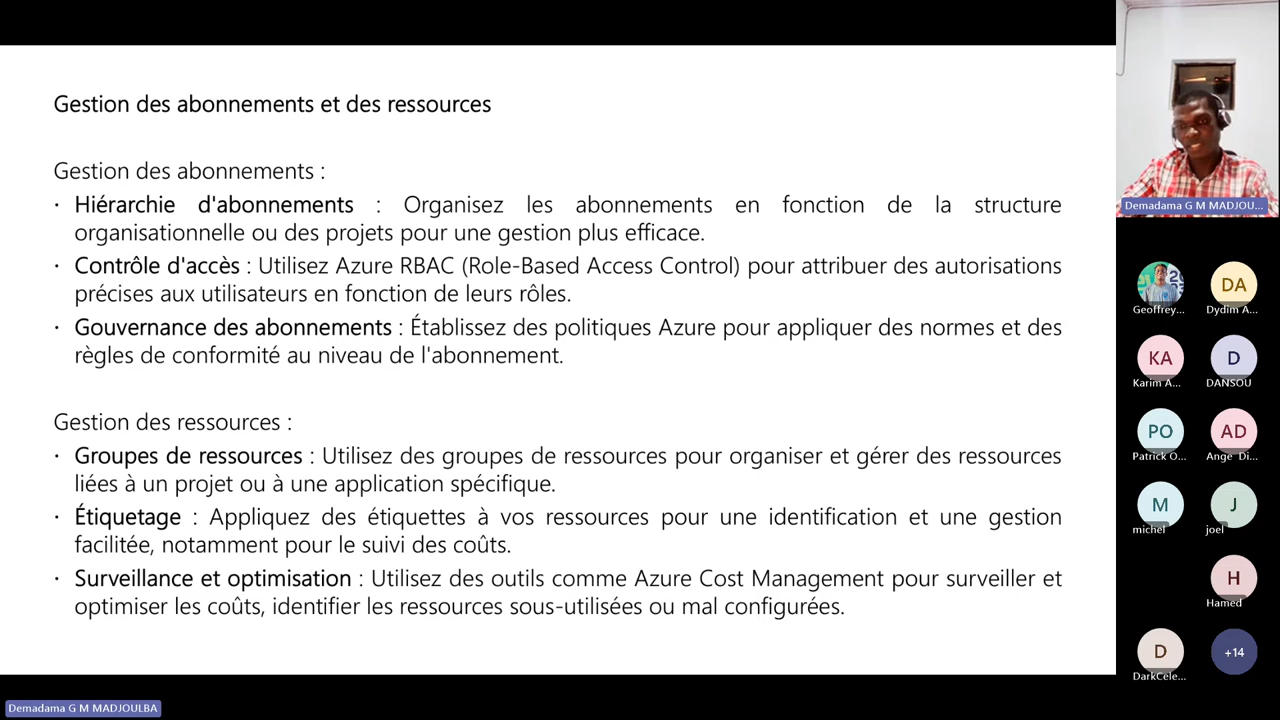 Gestion des abonnements et des ressources
Gestion des abonnements :
· Hiérarchie d'abonnements : Organisez les abonnements en fonction de la structure
organisationnelle ou des projets pour une gestion plus efficace.
· Contrôle d'accès : Utilisez Azure RBAC (Role-Based Access Control) pour attribuer des autorisations
précises aux utilisateurs en fonction de leurs rôles.
· Gouvernance des abonnements : Établissez des politiques Azure pour appliquer des normes et des
règles de conformité au niveau de l'abonnement.
Gestion des ressources :
· Groupes de ressources : Utilisez des groupes de ressources pour organiser et gérer des ressources
liées à un projet ou à une application spécifique.
· Étiquetage : Appliquez des étiquettes à vos ressources pour une identification et une gestion
facilitée, notamment pour le suivi des coûts.
· Surveillance et optimisation : Utilisez des outils comme Azure Cost Management pour surveiller et
optimiser les coûts, identifier les ressources sous-utilisées ou mal configurées.
Demadama G M MADJOULBA
Demadama G M MADJOU...
Geoffrey...
DA
Dydim A...
KA
Karim A...
D
DANSOU
PO
Patrick O...
AD
Ange Di...
M
michel
J
joel
H
Hamed
D
DarkCele...
+14